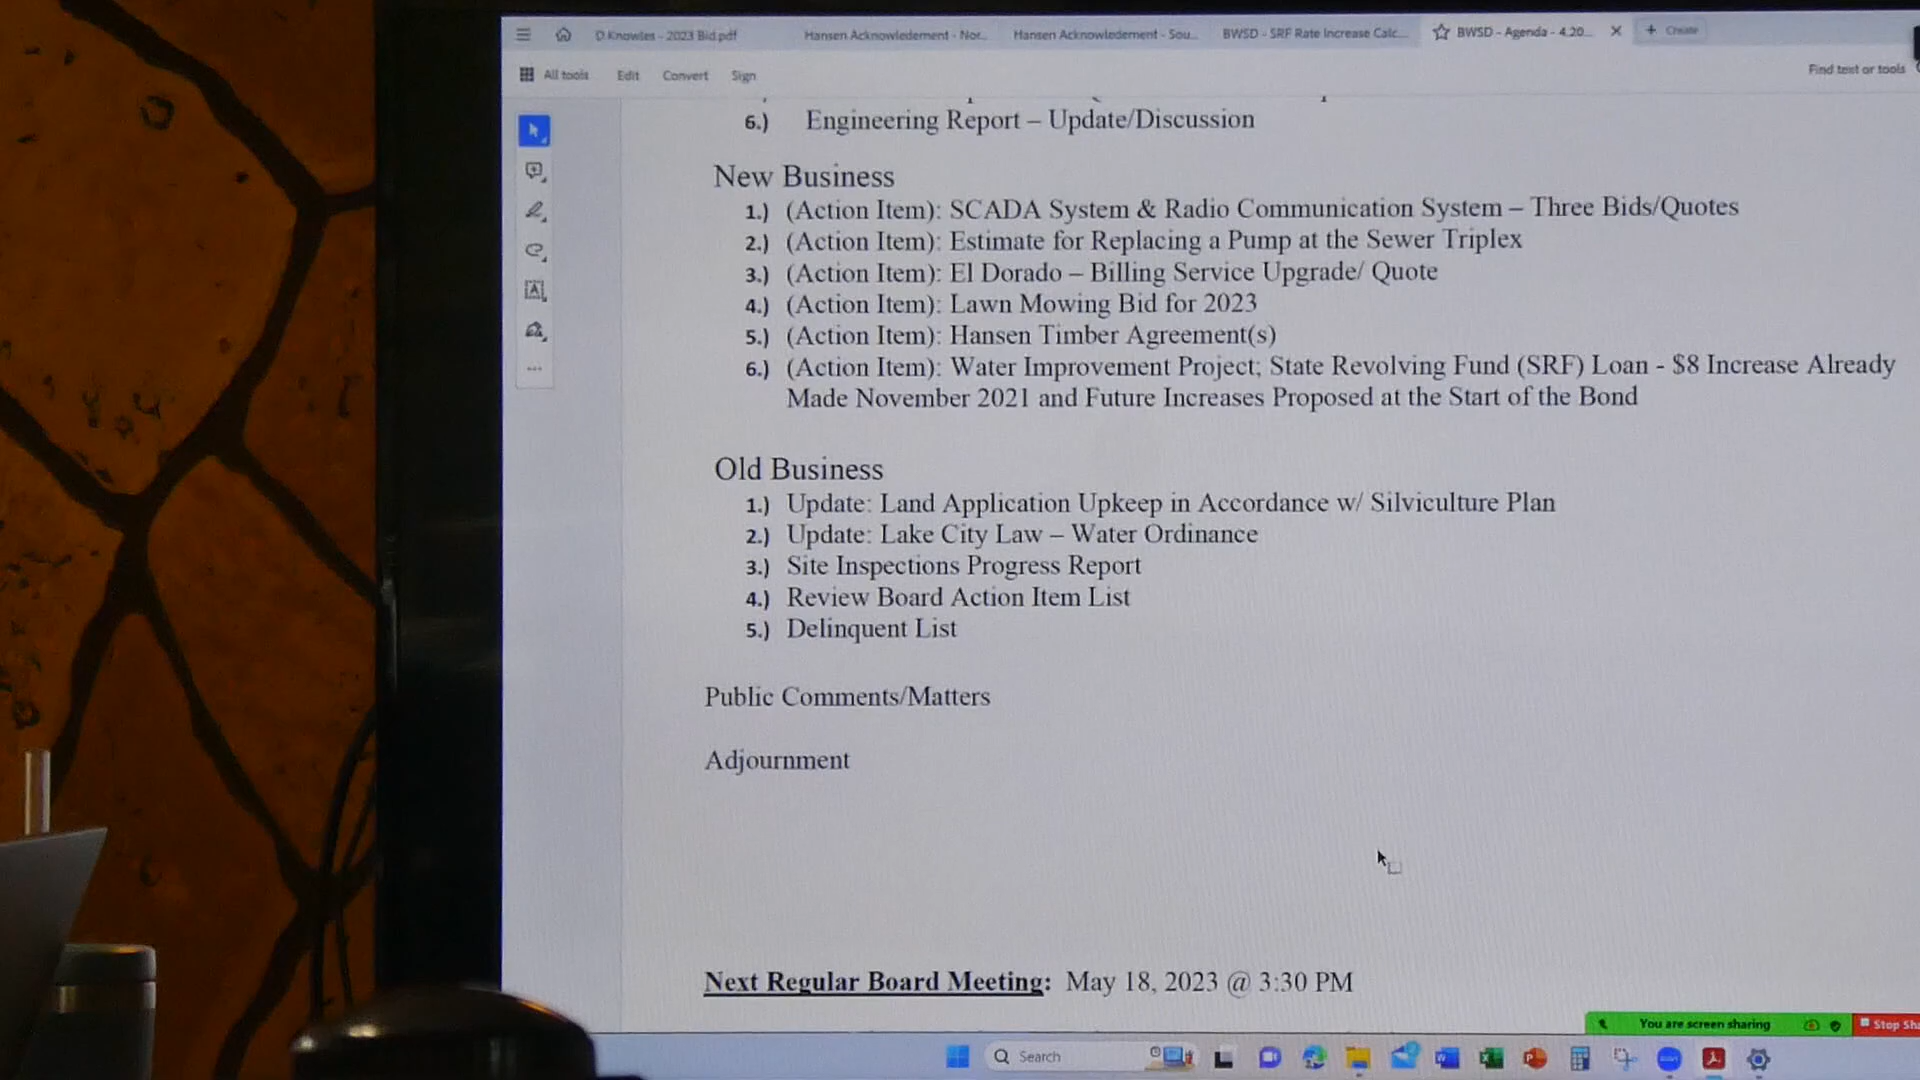 D.Knowles - 2023 Bid.pdf
Hansen Acknowledement - Nor...
Hansen Acknowledement - Sou...
BWSD - SRF Rate Increase Calc...
BWSD - Agenda - 4.20...
Create
All tools
Edit
Convert
Sign
Find text or tools
6.) Engineering Report – Update/Discussion
New Business
1.) (Action Item): SCADA System & Radio Communication System – Three Bids/Quotes
2.) (Action Item): Estimate for Replacing a Pump at the Sewer Triplex
3.) (Action Item): El Dorado – Billing Service Upgrade/ Quote
4.) (Action Item): Lawn Mowing Bid for 2023
5.) (Action Item): Hansen Timber Agreement(s)
6.) (Action Item): Water Improvement Project; State Revolving Fund (SRF) Loan - $8 Increase Already
Made November 2021 and Future Increases Proposed at the Start of the Bond
Old Business
1.) Update: Land Application Upkeep in Accordance w/ Silviculture Plan
2.) Update: Lake City Law – Water Ordinance
3.) Site Inspections Progress Report
4.) Review Board Action Item List
5.) Delinquent List
Public Comments/Matters
Adjournment
Next Regular Board Meeting: May 18, 2023 @ 3:30 PM
You are screen sharing
Stop Sha
Search